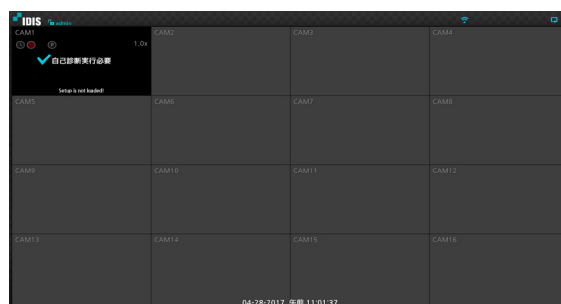 IDIS admin
CAM1
CAM2
CAM3
CAM4
1.0x
自己診断実行必要
Setup is not loaded!
CAM5
CAM6
CAM7
CAM8
CAM9
CAM10
CAM11
CAM12
CAM13
CAM14
CAM15
CAM16
04-28-2017 午前 11:01:37